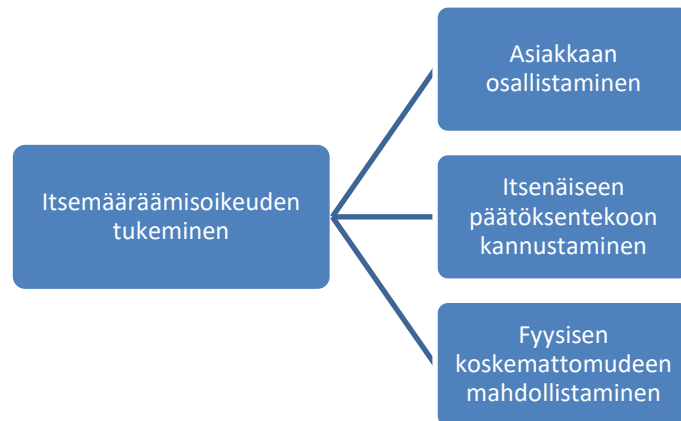 Itsemääräämisoikeuden
tukeminen
Asiakkaan
osallistaminen
Itsenäiseen
päätöksentekoon
kannustaminen
Fyysisen
koskemattomudeen
mahdollistaminen